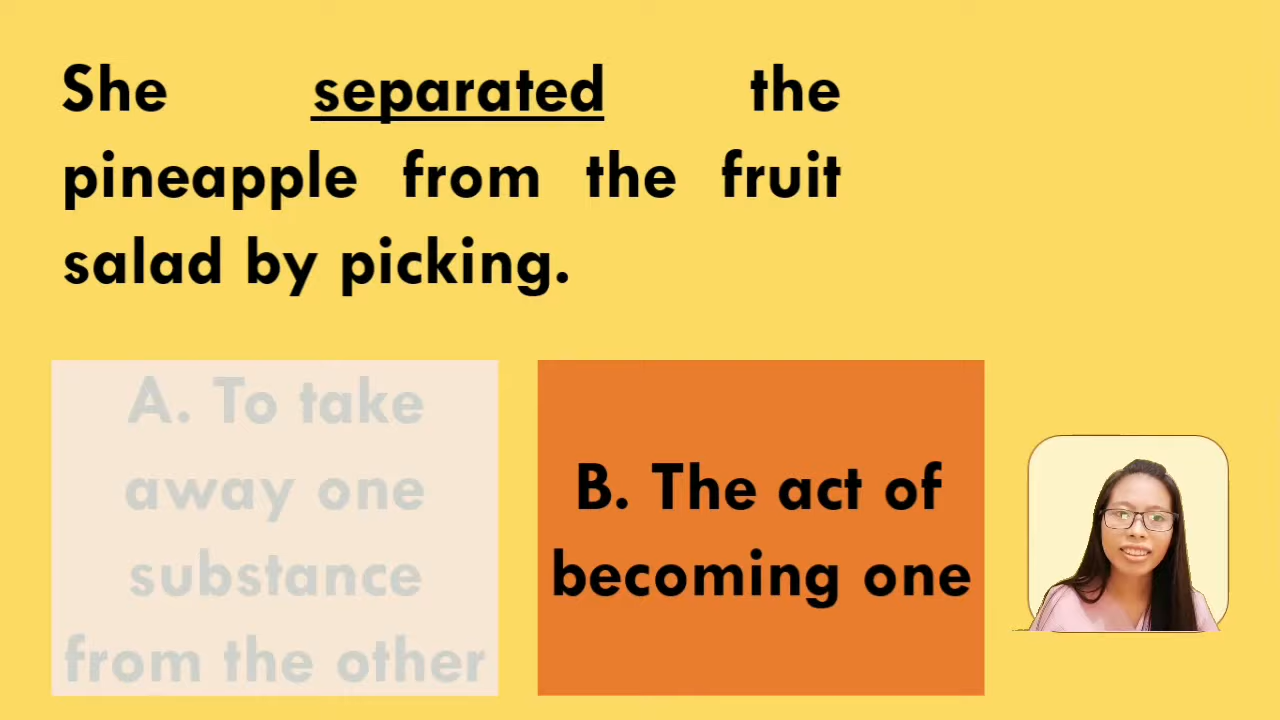 She separated the
pineapple from the fruit
salad by picking.
A. To take
away one
substance
from the other
B. The act of
becoming one